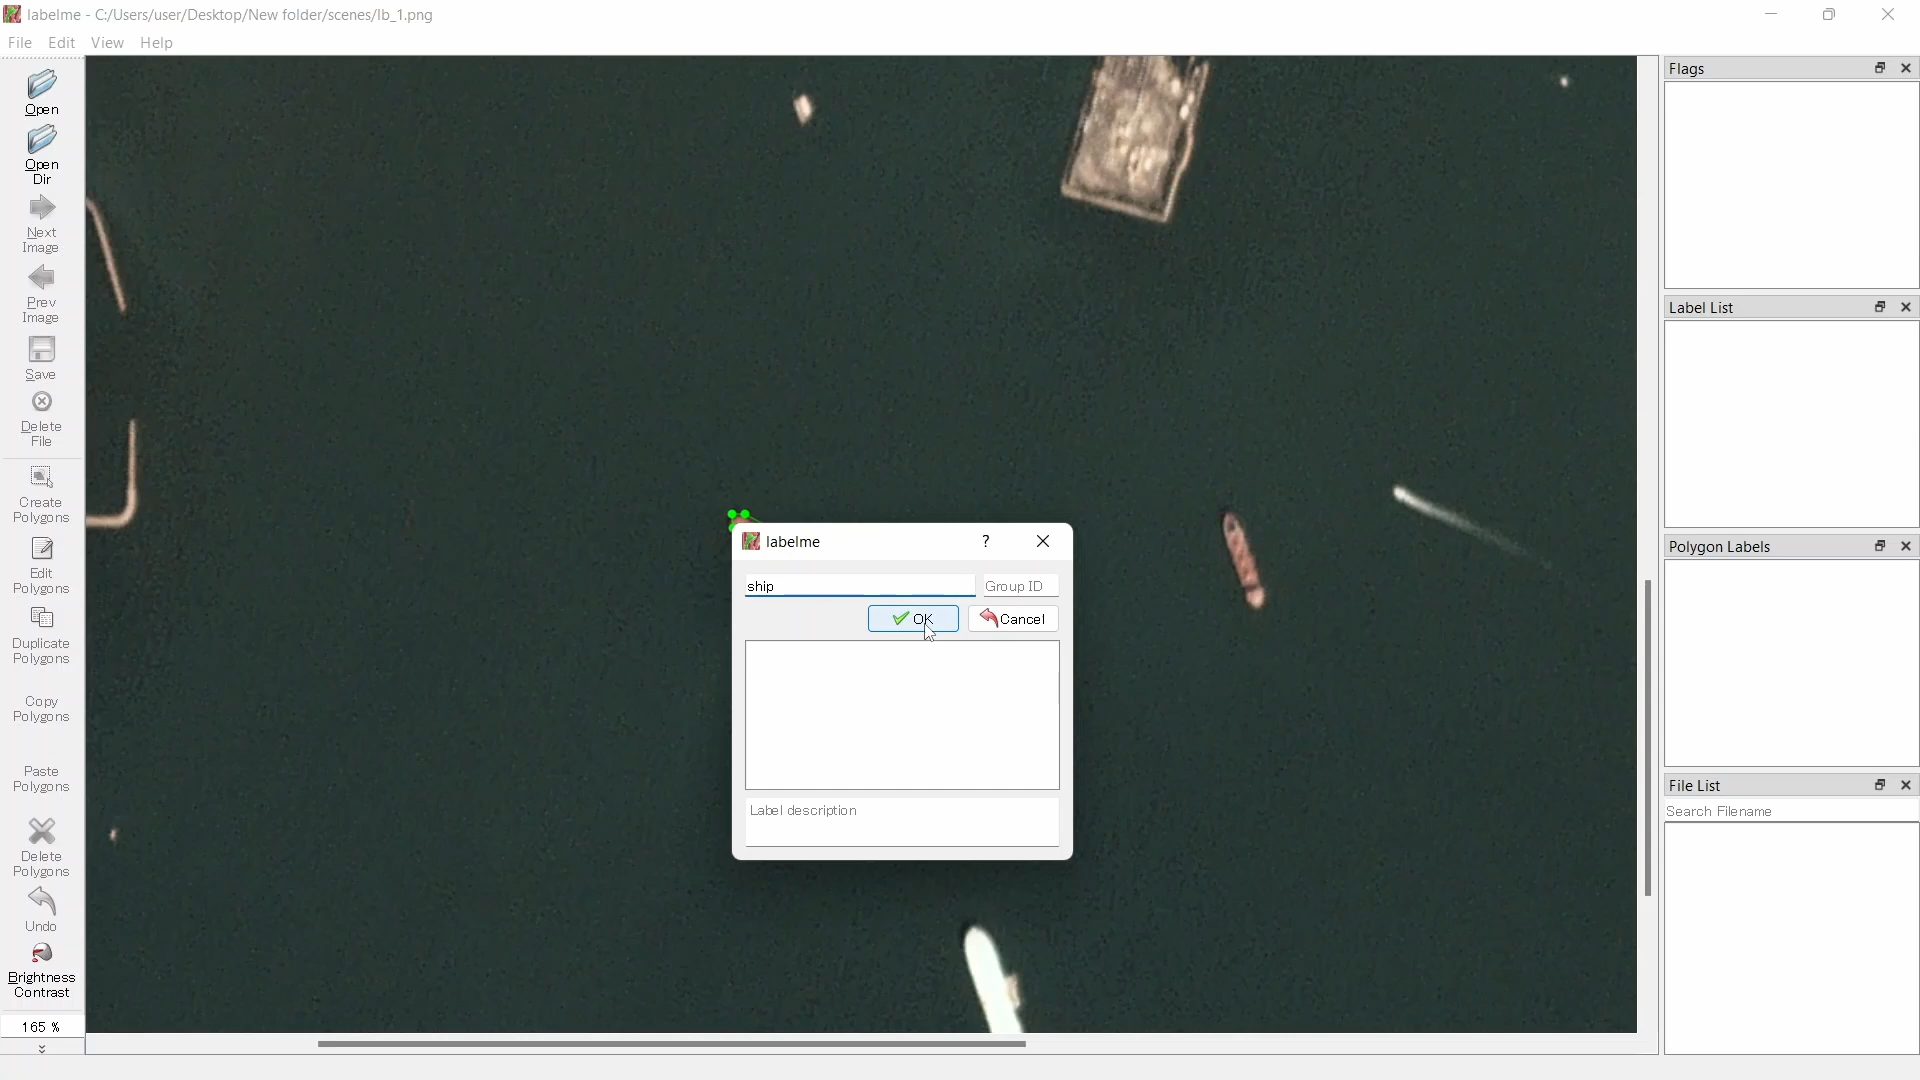 labelme - C:/Users/user/Desktop/New folder/scenes/lb_1.png
File Edit View Help
Open
Open
Dir
Next
Image
Prev
Image
Save
Delete
File
Create
Polygons
Edit
Polygons
Duplicate
Polygons
Copy
Polygons
Paste
Polygons
Delete
Polygons
Undo
Brightness
Contrast
165 %
labelme ?
ship Group ID
OK Cancel
Label description
Flags
Label List
Polygon Labels
File List
Search Filename